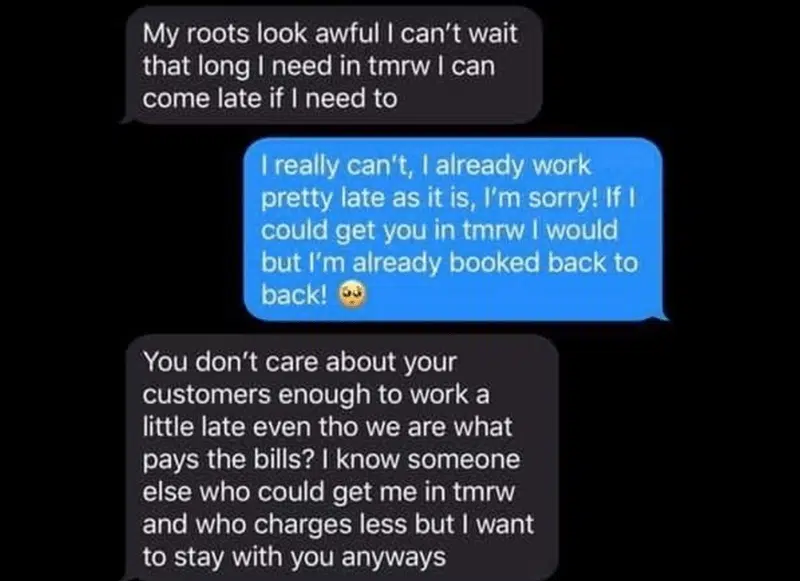 My roots look awful I can't wait
that long I need in tmrw I can
come late if I need to
I really can't, I already work
pretty late as it is, I'm sorry! If I
could get you in tmrw I would
but I'm already booked back to
back! 🥺
You don't care about your
customers enough to work a
little late even tho we are what
pays the bills? I know someone
else who could get me in tmrw
and who charges less but I want
to stay with you anyways